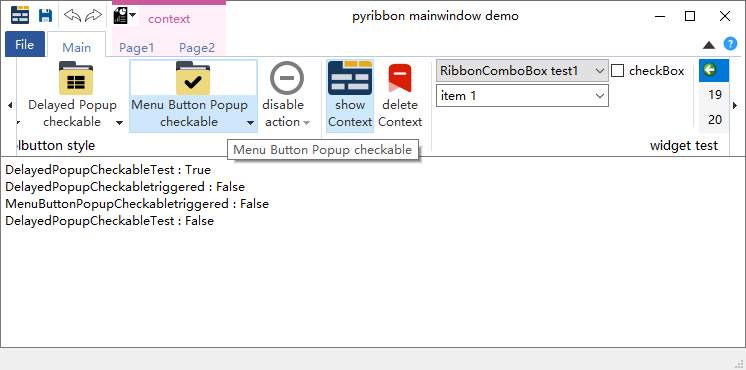 context
pyribbon mainwindow demo
File
Main
Page1
Page2
Delayed Popup
checkable
Menu Button Popup
checkable
disable
action
show
Context
delete
Context
RibbonComboBox test1
checkBox
item 1
19
20
lbutton style
widget test
Menu Button Popup checkable
DelayedPopupCheckableTest : True
DelayedPopupCheckabletriggered : False
MenuButtonPopupCheckabletriggered : False
DelayedPopupCheckableTest : False